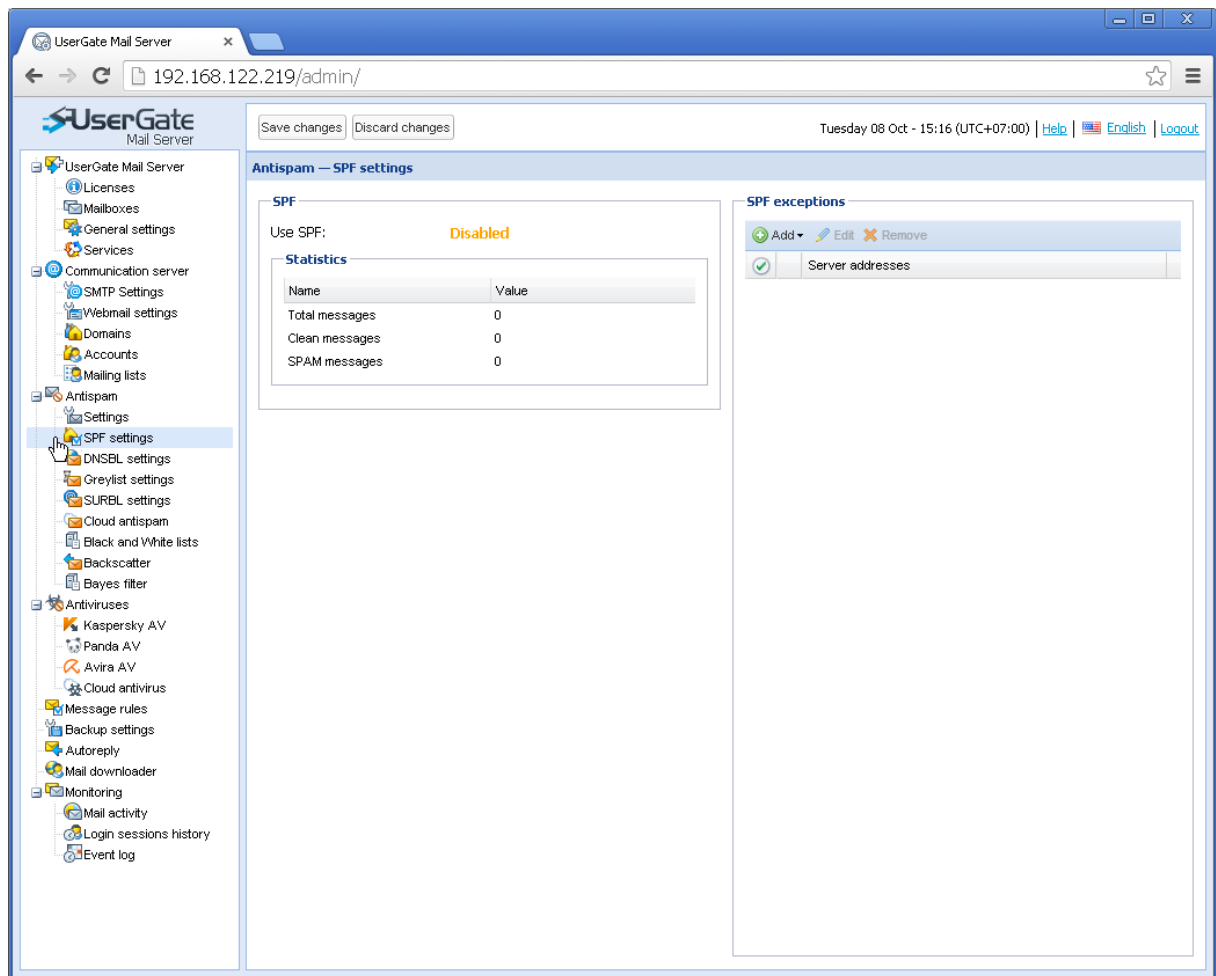 UserGate Mail Server
192.168.122.219/admin/
UserGate
Mail Server
Save changes Discard changes
Tuesday 08 Oct - 15:16 (UTC+07:00) | Help | English | Logout
UserGate Mail Server
Licenses
Mailboxes
General settings
Services
Communication server
SMTP Settings
Webmail settings
Domains
Accounts
Mailing lists
Antispam
Settings
SPF settings
DNSBL settings
Greylist settings
SURBL settings
Cloud antispam
Black and White lists
Backscatter
Bayes filter
Antiviruses
Kaspersky AV
Panda AV
Avira AV
Cloud antivirus
Message rules
Backup settings
Autoreply
Mail downloader
Monitoring
Mail activity
Login sessions history
Event log
Antispam — SPF settings
SPF
Use SPF: Disabled
Statistics
Name Value
Total messages 0
Clean messages 0
SPAM messages 0
SPF exceptions
Add Edit Remove
Server addresses